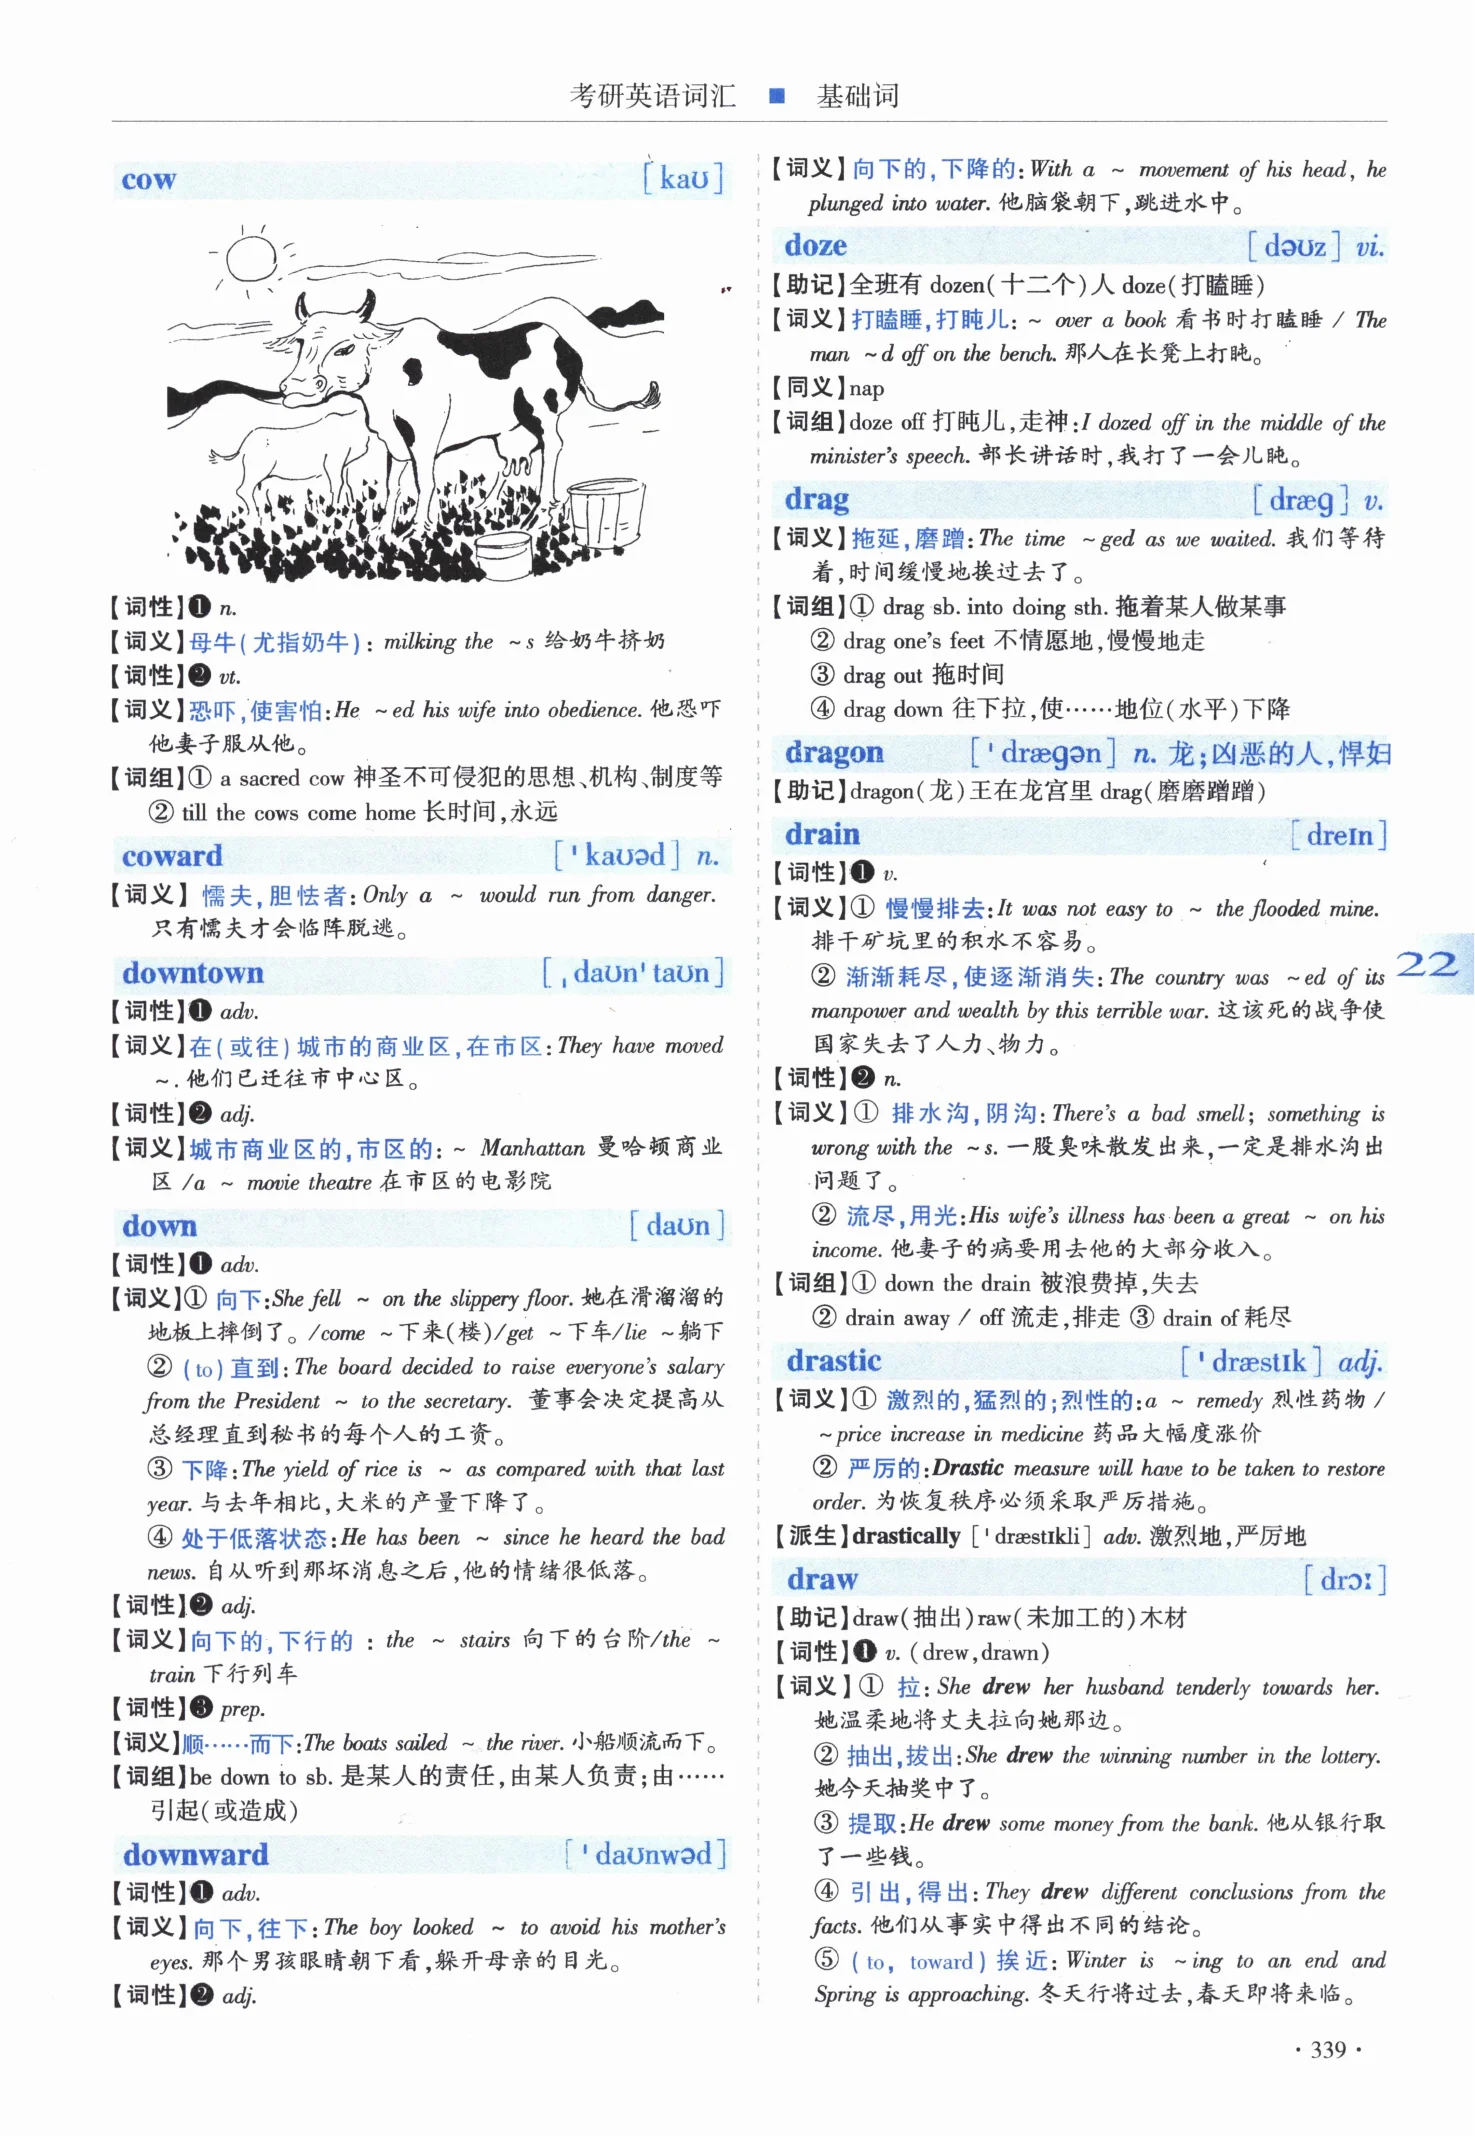 考研英语词汇 ■ 基础词
cow [kaʊ]
【词性】❶ n.
【词义】母牛(尤指奶牛): milking the ~s 给奶牛挤奶
【词性】❷ vt.
【词义】恐吓,使害怕:He ~ed his wife into obedience. 他恐吓
他妻子服从他。
【词组】① a sacred cow 神圣不可侵犯的思想、机构、制度等
② till the cows come home 长时间,永远
coward [ˈkaʊəd] n.
【词义】懦夫,胆怯者:Only a ~ would run from danger.
只有懦夫才会临阵脱逃。
downtown [ˌdaʊnˈtaʊn]
【词性】❶ adv.
【词义】在(或往)城市的商业区,在市区:They have moved
~. 他们已迁往市中心区。
【词性】❷ adj.
【词义】城市商业区的,市区的: ~ Manhattan 曼哈顿商业
区 /a ~ movie theatre 在市区的电影院
down [daʊn]
【词性】❶ adv.
【词义】① 向下:She fell ~ on the slippery floor. 她在滑溜溜的
地板上摔倒了。/come ~下来(楼)/get ~下车/lie ~躺下
② (to)直到:The board decided to raise everyone's salary
from the President ~ to the secretary. 董事会决定提高从
总经理直到秘书的每个人的工资。
③ 下降:The yield of rice is ~ as compared with that last
year. 与去年相比,大米的产量下降了。
④ 处于低落状态:He has been ~ since he heard the bad
news. 自从听到那坏消息之后,他的情绪很低落。
【词性】❷ adj.
【词义】向下的,下行的 : the ~ stairs 向下的台阶/the ~
train 下行列车
【词性】❸ prep.
【词义】顺……而下:The boats sailed ~ the river. 小船顺流而下。
【词组】be down to sb. 是某人的责任,由某人负责;由……
引起(或造成)
downward [ˈdaʊnwəd]
【词性】❶ adv.
【词义】向下,往下:The boy looked ~ to avoid his mother's
eyes. 那个男孩眼睛朝下看,躲开母亲的目光。
【词性】❷ adj.
【词义】向下的,下降的: With a ~ movement of his head, he
plunged into water. 他脑袋朝下,跳进水中。
doze [dəʊz] vi.
【助记】全班有 dozen(十二个)人 doze(打瞌睡)
【词义】打瞌睡,打盹儿: ~ over a book 看书时打瞌睡 / The
man ~d off on the bench. 那人在长凳上打盹。
【同义】nap
【词组】doze off 打盹儿,走神:I dozed off in the middle of the
minister's speech. 部长讲话时,我打了一会儿盹。
drag [dræɡ] v.
【词义】拖延,磨蹭:The time ~ged as we waited. 我们等待
着,时间缓慢地挨过去了。
【词组】① drag sb. into doing sth. 拖着某人做某事
② drag one's feet 不情愿地,慢慢地走
③ drag out 拖时间
④ drag down 往下拉,使……地位(水平)下降
dragon [ˈdræɡən] n. 龙;凶恶的人,悍妇
【助记】dragon(龙)王在龙宫里 drag(磨磨蹭蹭)
drain [dreɪn]
【词性】❶ v.
【词义】① 慢慢排去:It was not easy to ~ the flooded mine.
排干矿坑里的积水不容易。
② 渐渐耗尽,使逐渐消失:The country was ~ed of its
manpower and wealth by this terrible war. 这该死的战争使
国家失去了人力、物力。
【词性】❷ n.
【词义】① 排水沟,阴沟: There's a bad smell; something is
wrong with the ~s. 一股臭味散发出来,一定是排水沟出
问题了。
② 流尽,用光:His wife's illness has been a great ~ on his
income. 他妻子的病要用去他的大部分收入。
【词组】① down the drain 被浪费掉,失去
② drain away / off 流走,排走 ③ drain of 耗尽
drastic [ˈdræstɪk] adj.
【词义】① 激烈的,猛烈的;烈性的:a ~ remedy 烈性药物 /
~price increase in medicine 药品大幅度涨价
② 严厉的:Drastic measure will have to be taken to restore
order. 为恢复秩序必须采取严厉措施。
【派生】drastically [ˈdræstɪkli] adv. 激烈地,严厉地
draw [drɔː]
【助记】draw(抽出)raw(未加工的)木材
【词性】❶ v. (drew,drawn)
【词义】① 拉: She drew her husband tenderly towards her.
她温柔地将丈夫拉向她那边。
② 抽出,拔出:She drew the winning number in the lottery.
她今天抽奖中了。
③ 提取:He drew some money from the bank. 他从银行取
了一些钱。
④ 引出,得出: They drew different conclusions from the
facts. 他们从事实中得出不同的结论。
⑤ (to, toward)挨近: Winter is ~ing to an end and
Spring is approaching. 冬天行将过去,春天即将来临。
22
·339·